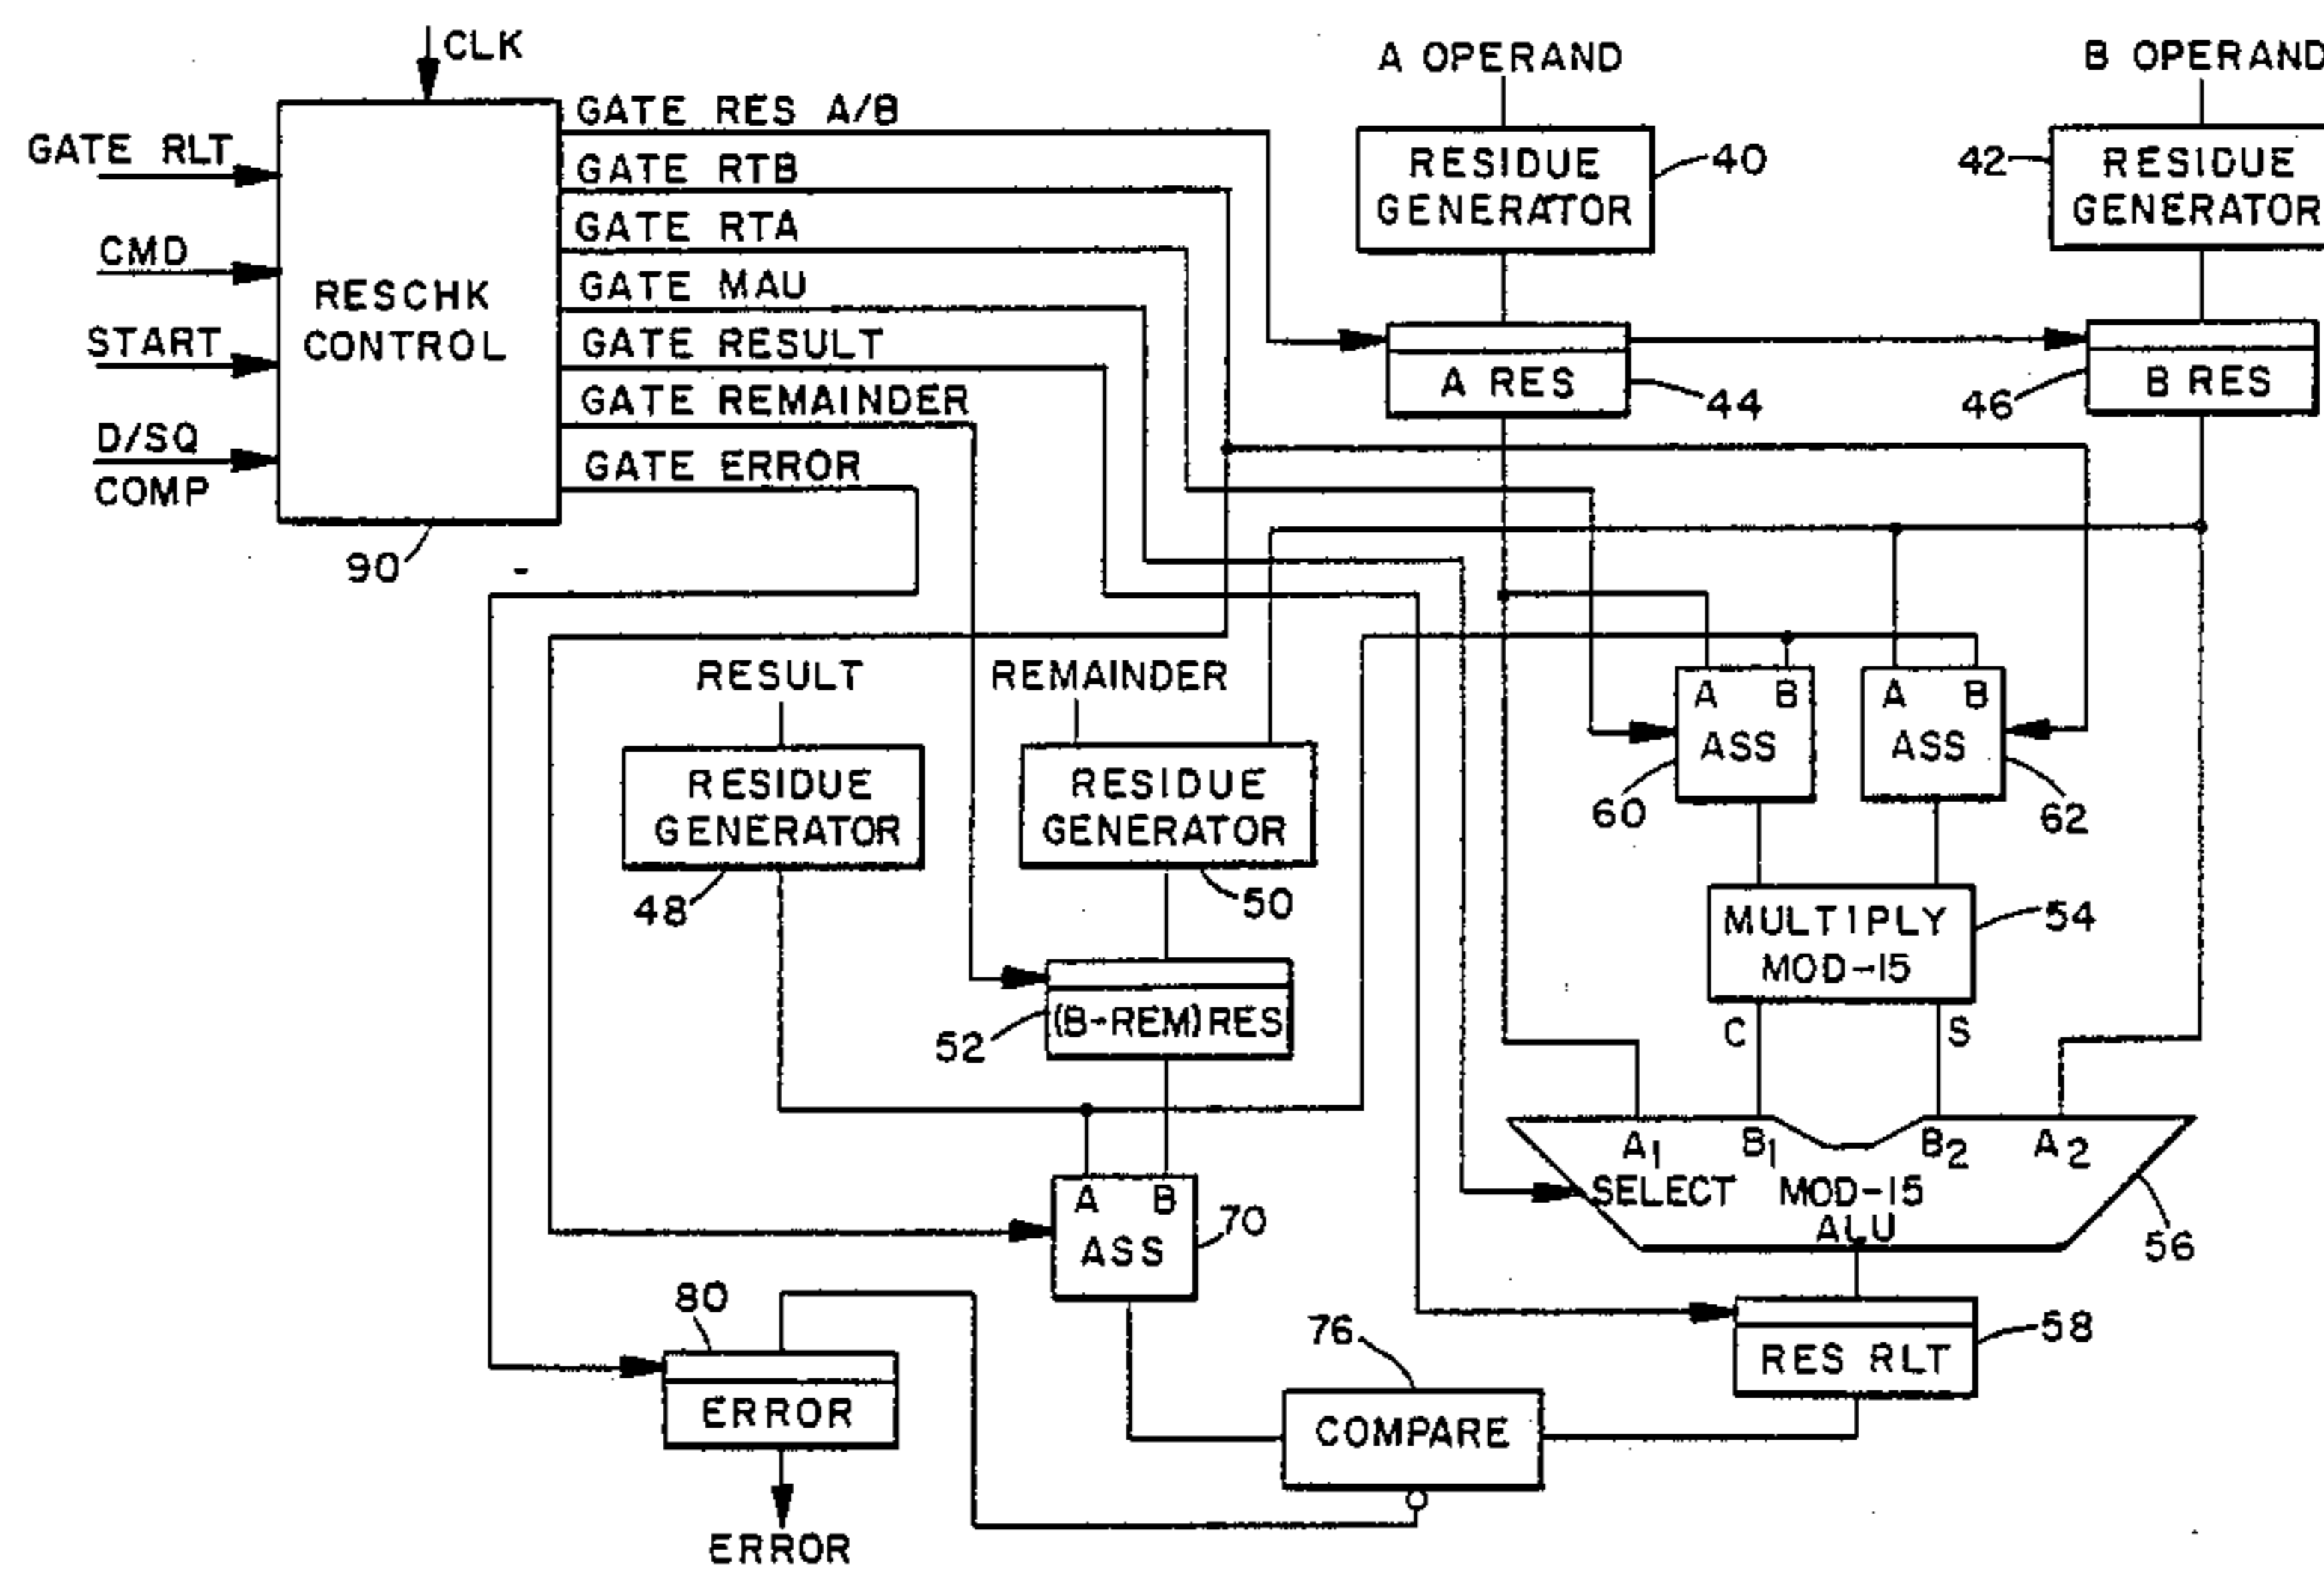 CLK
GATE RLT
CMD
START
D/SQ
COMP
RESCHK
CONTROL
90
GATE RES A/B
GATE RTB
GATE RTA
GATE MAU
GATE RESULT
GATE REMAINDER
GATE ERROR
A OPERAND
RESIDUE
GENERATOR
40
A RES
44
B OPERAND
42
RESIDUE
GENERATOR
46
B RES
RESULT
RESIDUE
GENERATOR
48
REMAINDER
RESIDUE
GENERATOR
50
52
(B-REM) RES
A B
ASS
60
A B
ASS
62
MULTIPLY
MOD-15
54
C
S
A1 B1 B2 A2
SELECT MOD-15
ALU
56
A B
ASS
70
RES RLT
58
76
COMPARE
80
ERROR
ERROR